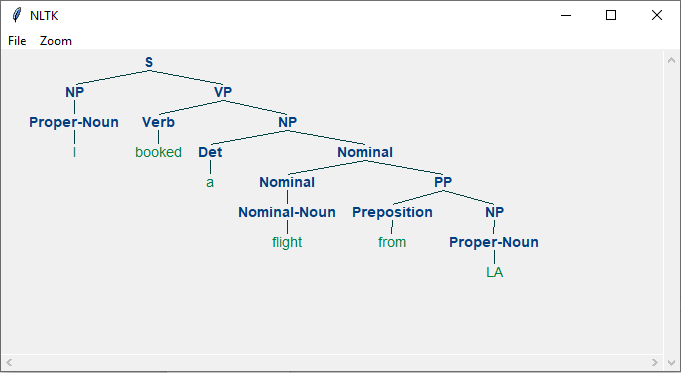 NLTK
File Zoom
S
NP VP
Proper-Noun Verb NP
I booked Det Nominal
a Nominal PP
Nominal-Noun Preposition NP
flight from Proper-Noun
LA